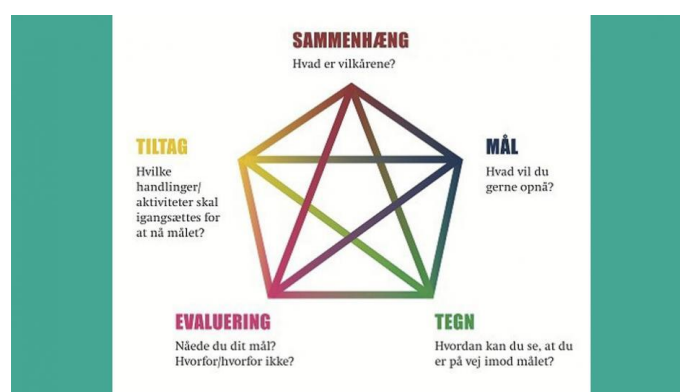 SAMMENHÆNG
Hvad er vilkårene?
TILTAG
Hvilke
handlinger/
aktiviteter skal
igangsættes for
at nå målet?
MÅL
Hvad vil du
gerne opnå?
EVALUERING
Nåede du dit mål?
Hvorfor/hvorfor ikke?
TEGN
Hvordan kan du se, at du
er på vej imod målet?